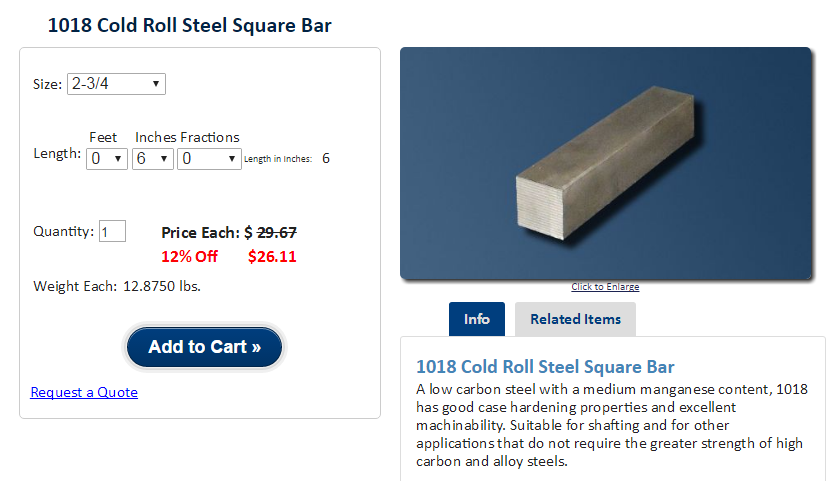 1018 Cold Roll Steel Square Bar
Size: 2-3/4
Feet Inches Fractions
Length: 0 6 0 Length in Inches: 6
Quantity: 1 Price Each: $ 29.67
12% Off $26.11
Weight Each: 12.8750 lbs.
Add to Cart »
Request a Quote
Click to Enlarge
Info Related Items
1018 Cold Roll Steel Square Bar
A low carbon steel with a medium manganese content, 1018
has good case hardening properties and excellent
machinability. Suitable for shafting and for other
applications that do not require the greater strength of high
carbon and alloy steels.